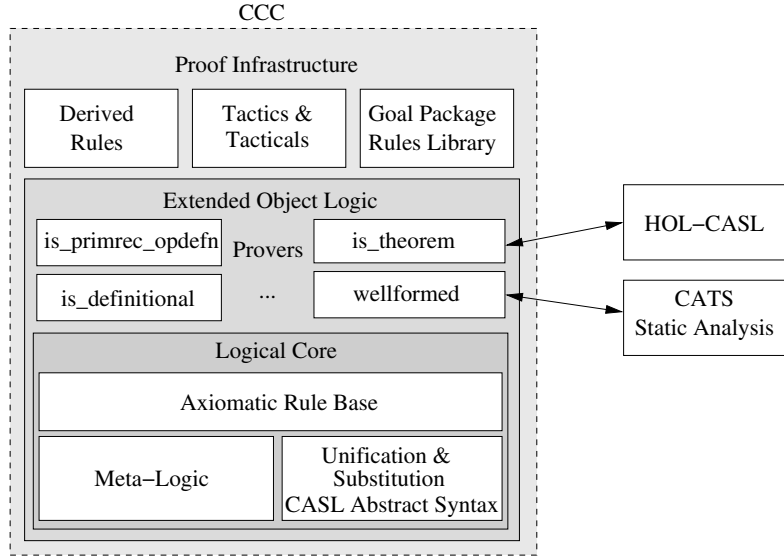 CCC
Proof Infrastructure
Derived
Rules
Tactics &
Tacticals
Goal Package
Rules Library
Extended Object Logic
is_primrec_opdefn
Provers
is_theorem
is_definitional
...
wellformed
HOL−CASL
CATS
Static Analysis
Logical Core
Axiomatic Rule Base
Meta−Logic
Unification &
Substitution
CASL Abstract Syntax